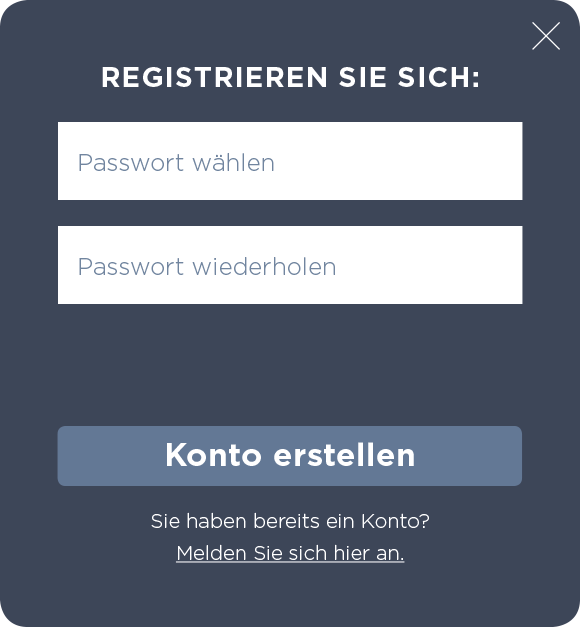 REGISTRIEREN SIE SICH:
Passwort wählen
Passwort wiederholen
Konto erstellen
Sie haben bereits ein Konto?
Melden Sie sich hier an.